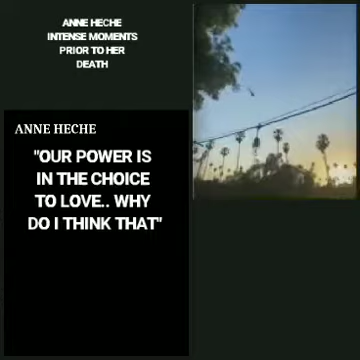 ANNE HECHE
INTENSE MOMENTS
PRIOR TO HER
DEATH
ANNE HECHE
"OUR POWER IS
IN THE CHOICE
TO LOVE.. WHY
DO I THINK THAT"